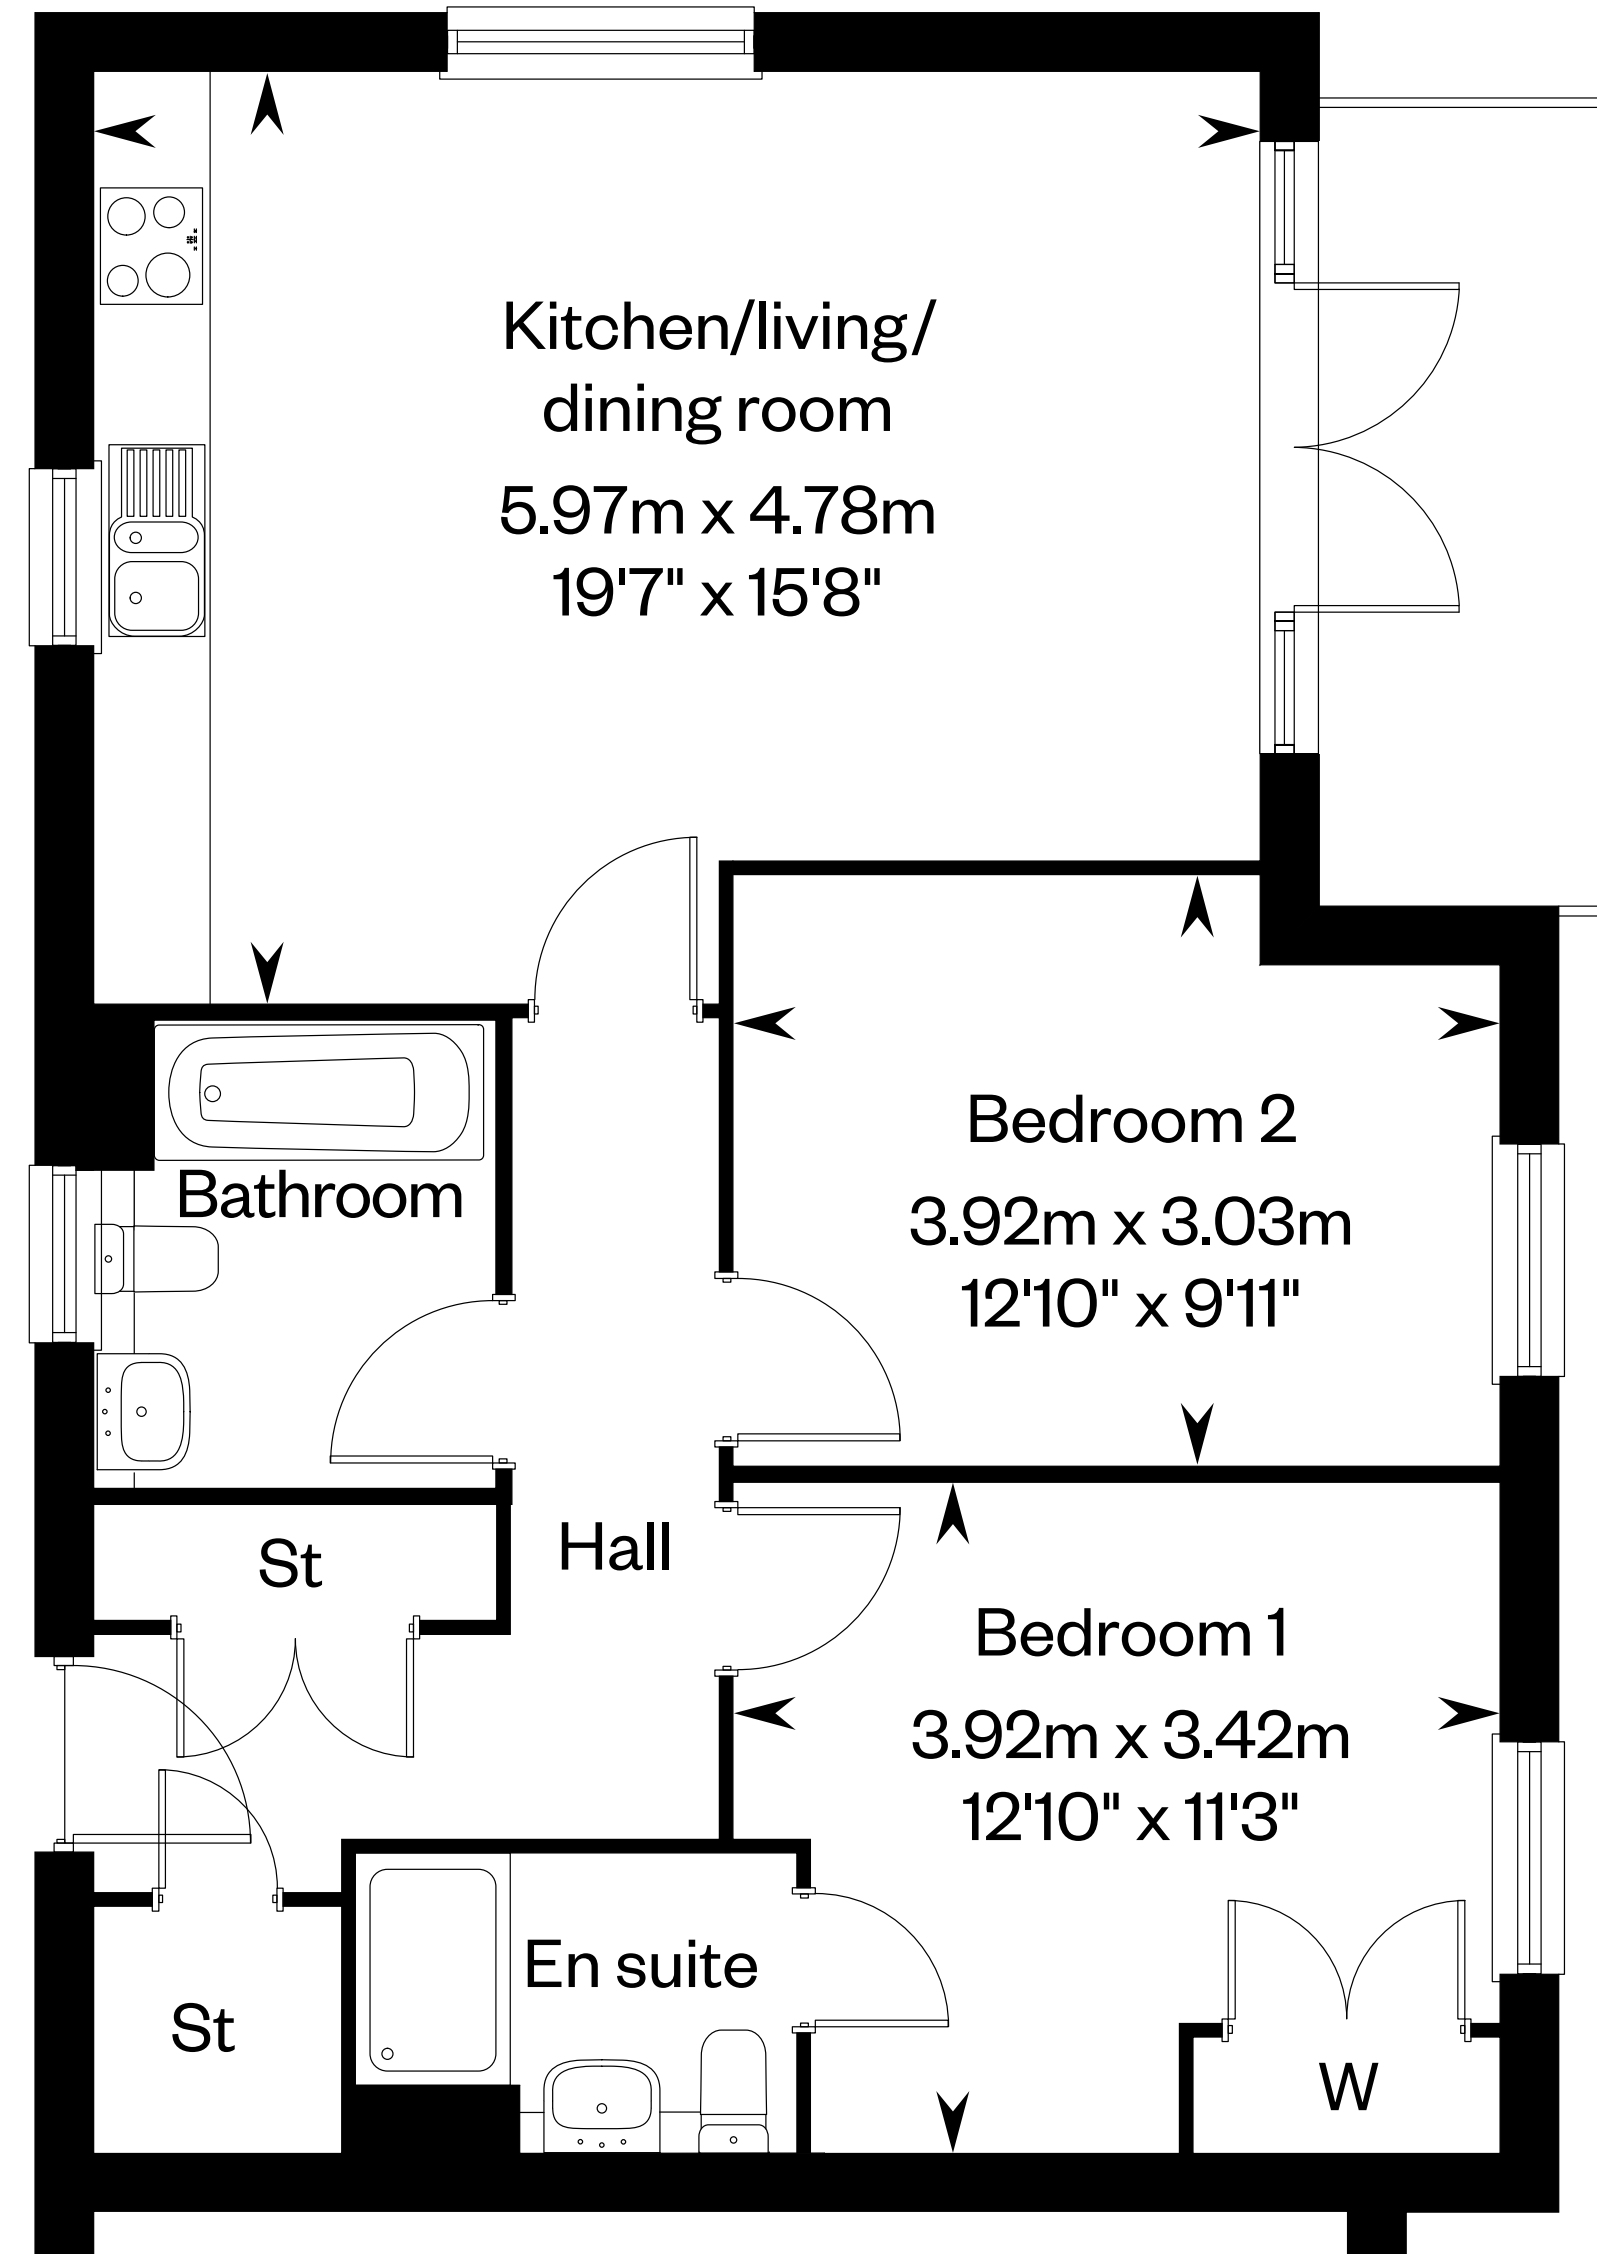 Kitchen/living/
dining room
5.97m x 4.78m
19'7" x 15'8"
Bedroom 2
3.92m x 3.03m
12'10" x 9'11"
Bathroom
Hall
St
Bedroom 1
3.92m x 3.42m
12'10" x 11'3"
En suite
St
W